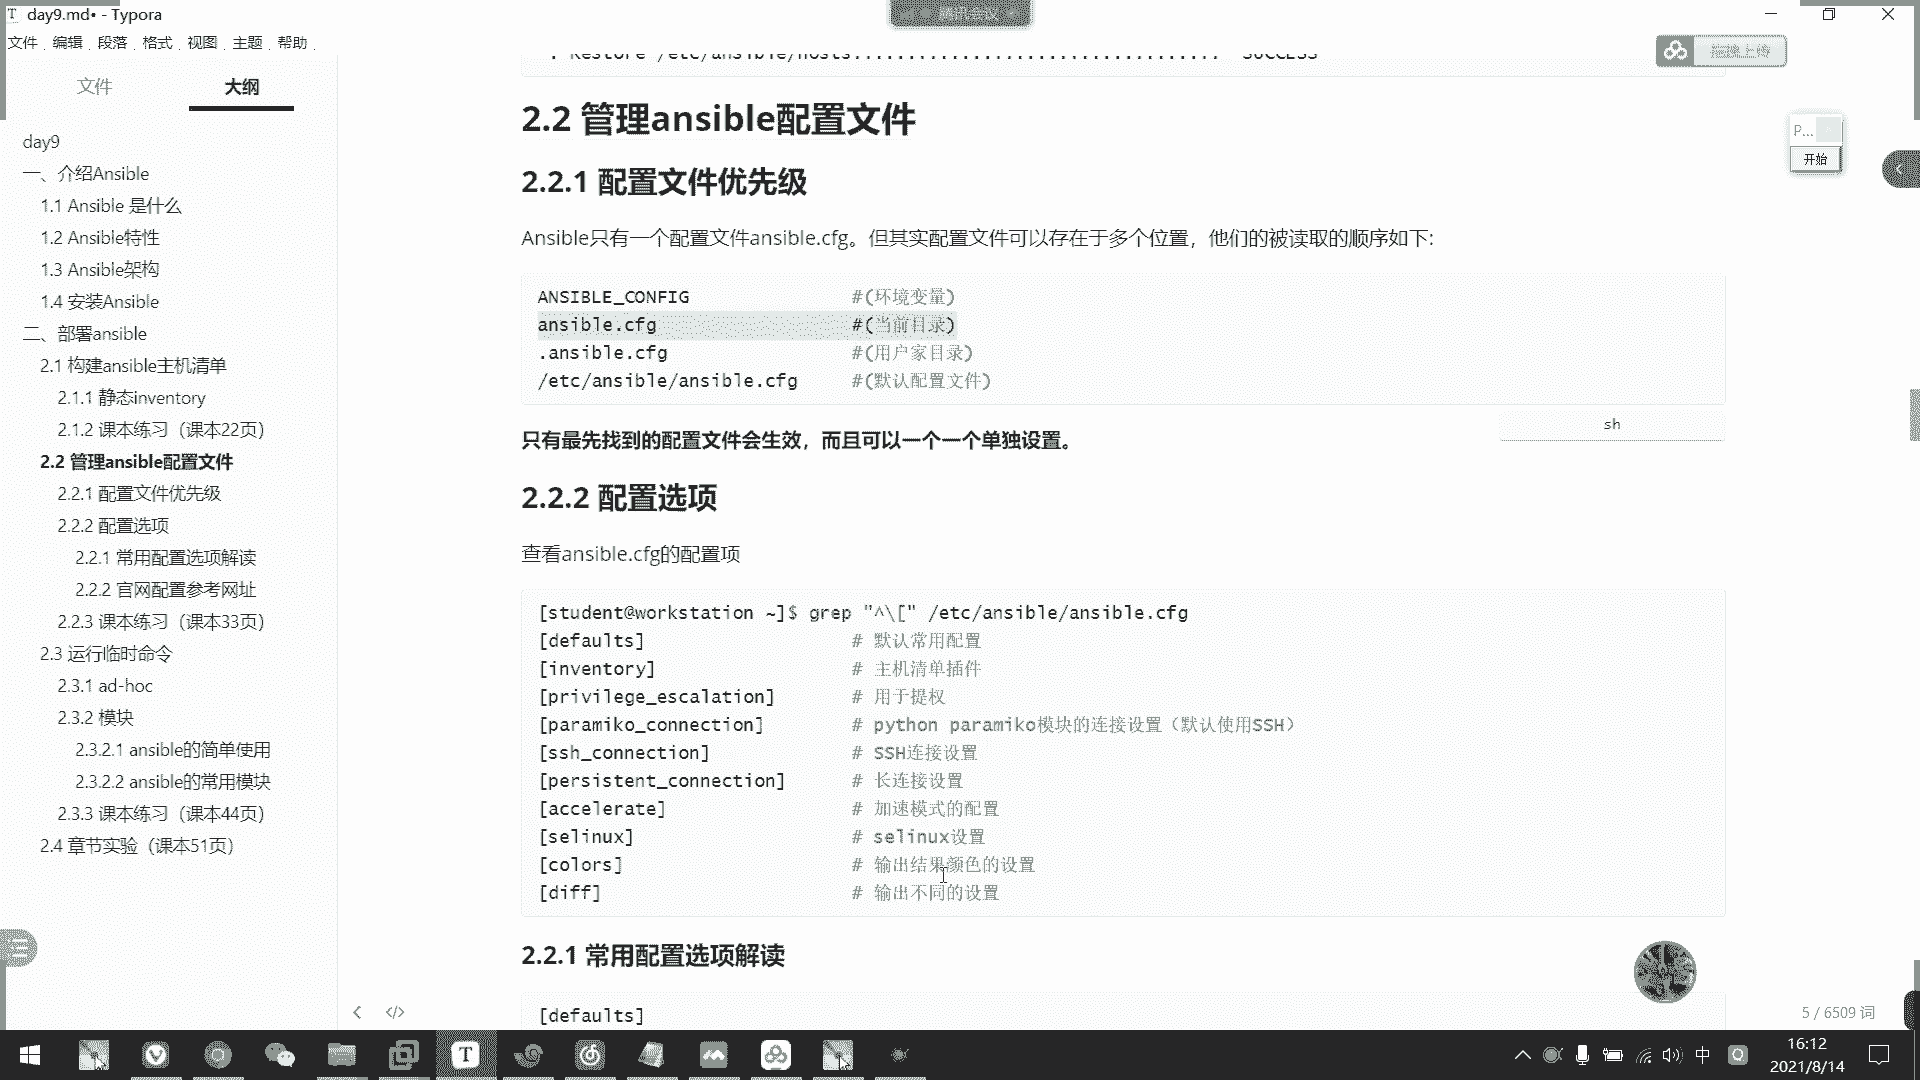 day9.md• - Typora
腾讯会议
文件 编辑 段落 格式 视图 主题 帮助
拖拽上传
文件 大纲
day9
一、介绍Ansible
1.1 Ansible 是什么
1.2 Ansible特性
1.3 Ansible架构
1.4 安装Ansible
二、部署ansible
2.1 构建ansible主机清单
2.1.1 静态inventory
2.1.2 课本练习（课本22页）
2.2 管理ansible配置文件
2.2.1 配置文件优先级
2.2.2 配置选项
2.2.1 常用配置选项解读
2.2.2 官网配置参考网址
2.2.3 课本练习（课本33页）
2.3 运行临时命令
2.3.1 ad-hoc
2.3.2 模块
2.3.2.1 ansible的简单使用
2.3.2.2 ansible的常用模块
2.3.3 课本练习（课本44页）
2.4 章节实验（课本51页）
· Restore /etc/ansible/hosts.................................. SUCCESS
2.2 管理ansible配置文件
2.2.1 配置文件优先级
Ansible只有一个配置文件ansible.cfg。但其实配置文件可以存在于多个位置，他们的被读取的顺序如下:
ANSIBLE_CONFIG #(环境变量)
ansible.cfg #(当前目录)
.ansible.cfg #(用户家目录)
/etc/ansible/ansible.cfg #(默认配置文件)
sh
只有最先找到的配置文件会生效，而且可以一个一个单独设置。
2.2.2 配置选项
查看ansible.cfg的配置项
[student@workstation ~]$ grep "^\[" /etc/ansible/ansible.cfg
[defaults] # 默认常用配置
[inventory] # 主机清单插件
[privilege_escalation] # 用于提权
[paramiko_connection] # python paramiko模块的连接设置（默认使用SSH）
[ssh_connection] # SSH连接设置
[persistent_connection] # 长连接设置
[accelerate] # 加速模式的配置
[selinux] # selinux设置
[colors] # 输出结果颜色的设置
[diff] # 输出不同的设置
2.2.1 常用配置选项解读
[defaults]
P...
开始
5 / 6509 词
中
16:12
2021/8/14